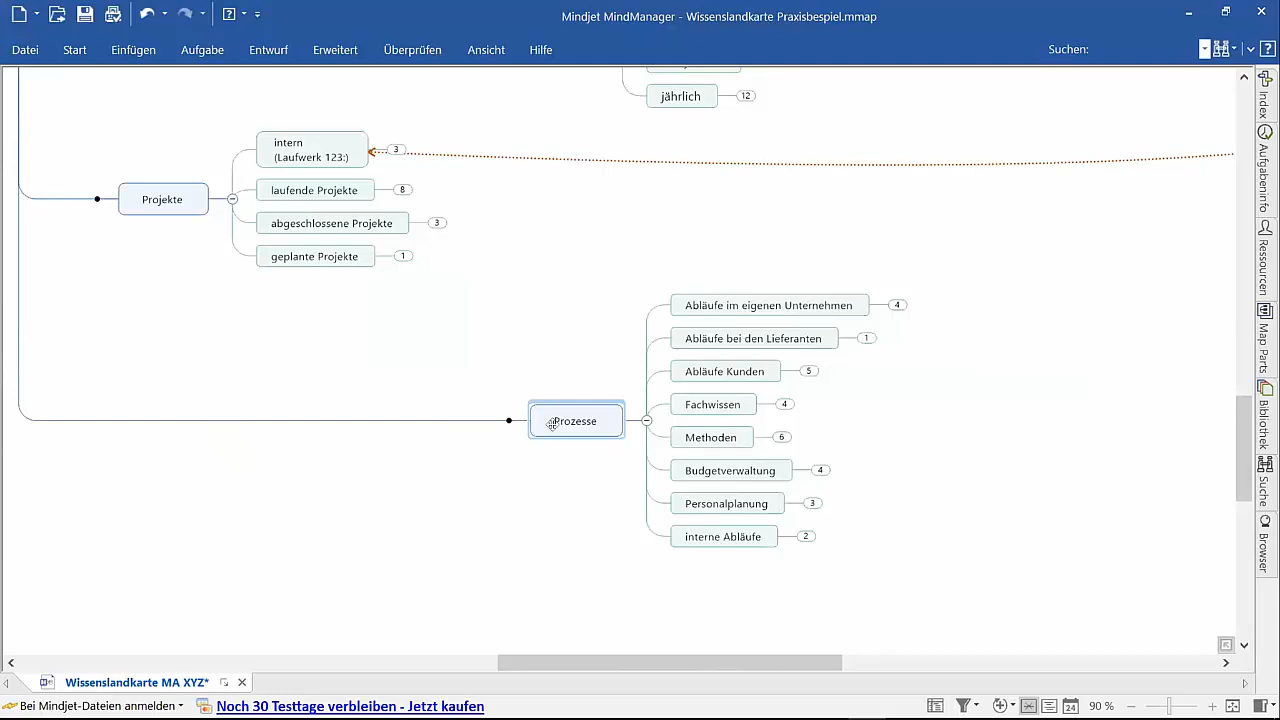 Mindjet MindManager - Wissenslandkarte Praxisbespiel.mmap
Datei Start Einfügen Aufgabe Entwurf Erweitert Überprüfen Ansicht Hilfe Suchen:
jährlich 12
intern
(Laufwerk 123:) 3
Projekte
laufende Projekte 8
abgeschlossene Projekte 3
geplante Projekte 1
Abläufe im eigenen Unternehmen 4
Abläufe bei den Lieferanten 1
Abläufe Kunden 5
Fachwissen 4
Prozesse
Methoden 6
Budgetverwaltung 4
Personalplanung 3
interne Abläufe 2
Index
Aufgabeninfo
Ressourcen
Map Parts
Bibliothek
Suche
Browser
Wissenslandkarte MA XYZ*
Bei Mindjet-Dateien anmelden
Noch 30 Testtage verbleiben - Jetzt kaufen
24
90 %